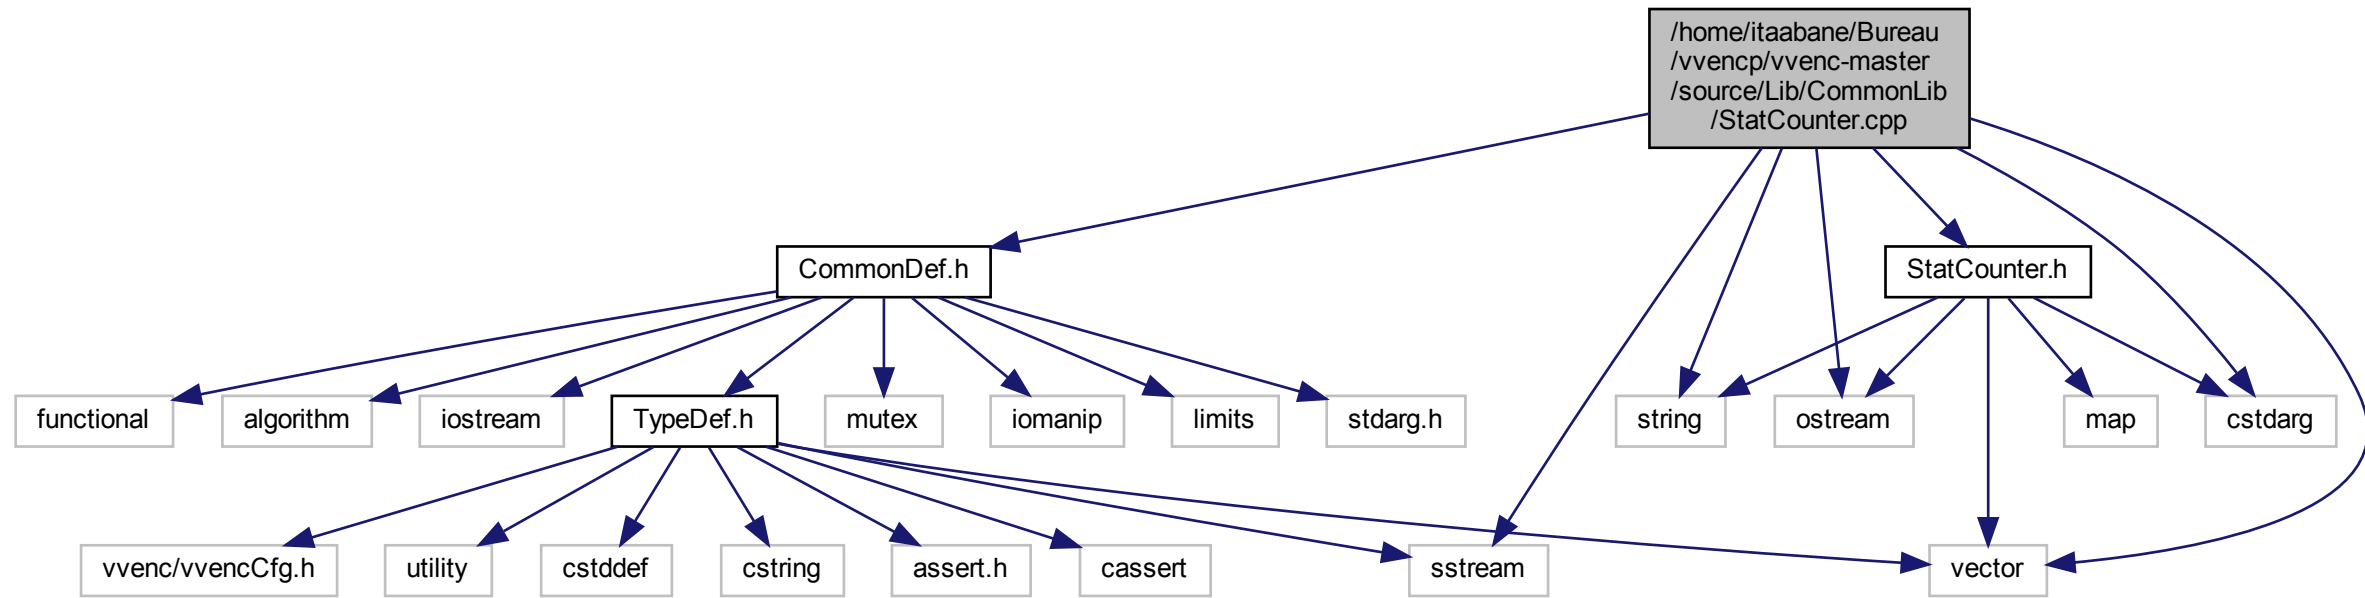 /home/itaabane/Bureau
/vvencp/vvenc-master
/source/Lib/CommonLib
/StatCounter.cpp
CommonDef.h
StatCounter.h
functional
algorithm
iostream
TypeDef.h
mutex
iomanip
limits
stdarg.h
string
ostream
map
cstdarg
vvenc/vvencCfg.h
utility
cstddef
cstring
assert.h
cassert
sstream
vector